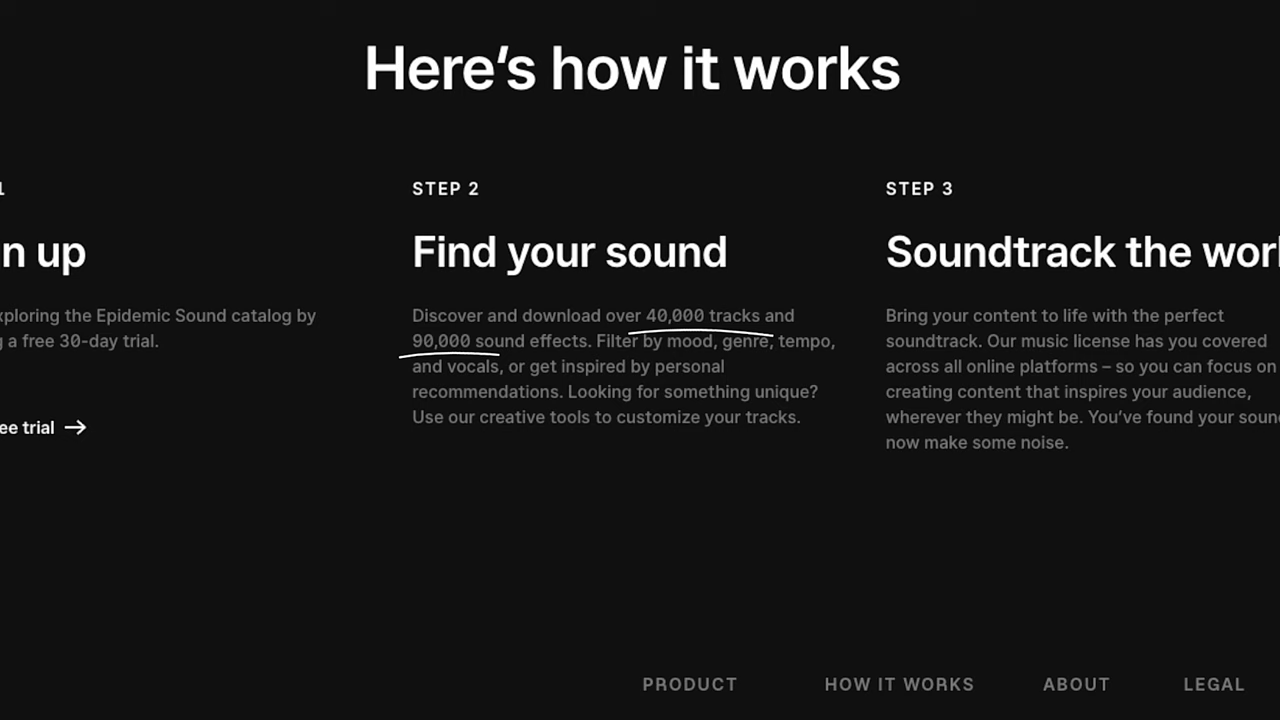 Here's how it works
STEP 2
STEP 3
n up
Find your sound
Soundtrack the
xploring the Epidemic Sound catalog by
g a free 30-day trial.
Discover and download over 40,000 tracks and
90,000 sound effects. Filter by mood, genre, tempo,
and vocals, or get inspired by personal
recommendations. Looking for something unique?
Use our creative tools to customize your tracks.
Bring your content to life with the perfect
soundtrack. Our music license has you covered
across all online platforms – so you can focus on
creating content that inspires your audience,
wherever they might be. You've found your
now make some noise.
ee trial →
PRODUCT
HOW IT WORKS
ABOUT
LEGAL